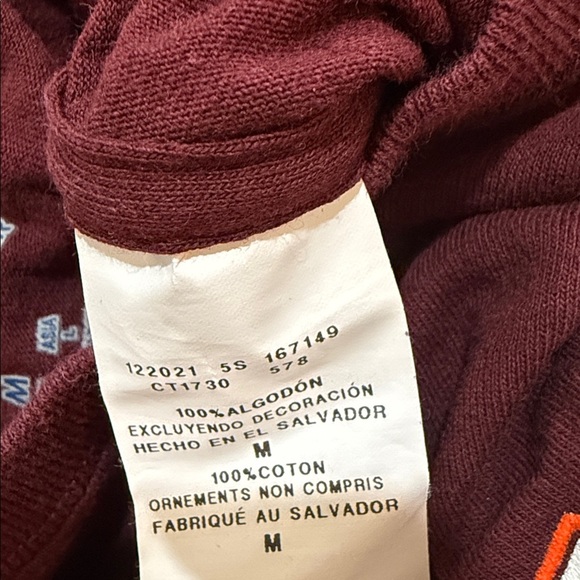 122021 5S 167149
CT1730 578
100%ALGODÓN
EXCLUYENDO DECORACIÓN
HECHO EN EL SALVADOR
M
100%COTON
ORNEMENTS NON COMPRIS
FABRIQUÉ AU SALVADOR
M
ASIA L
M